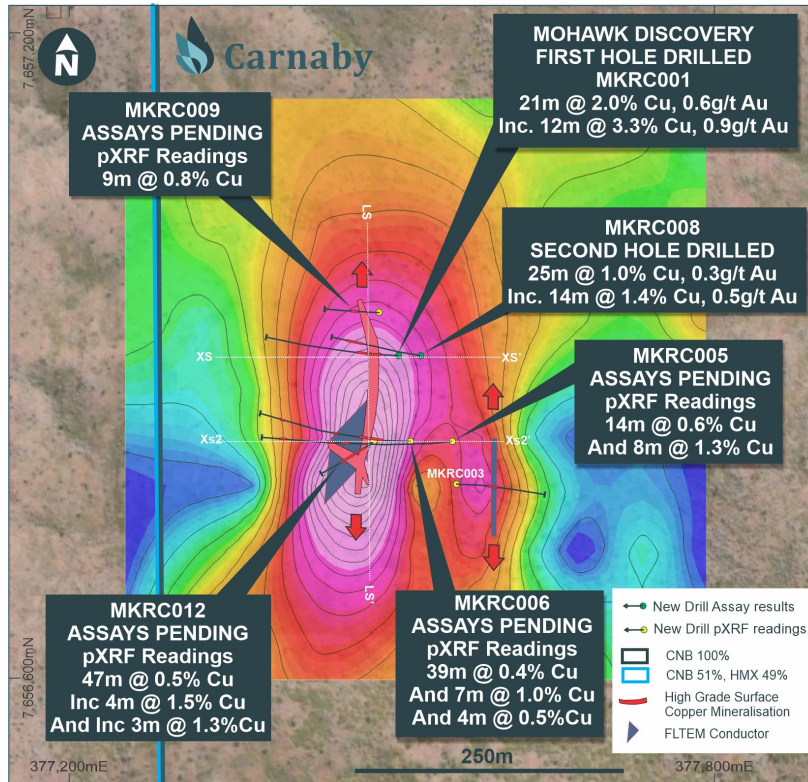 7,657,200mN
N
Carnaby
MOHAWK DISCOVERY
FIRST HOLE DRILLED
MKRC001
21m @ 2.0% Cu, 0.6g/t Au
Inc. 12m @ 3.3% Cu, 0.9g/t Au
MKRC009
ASSAYS PENDING
pXRF Readings
9m @ 0.8% Cu
LS
MKRC008
SECOND HOLE DRILLED
25m @ 1.0% Cu, 0.3g/t Au
Inc. 14m @ 1.4% Cu, 0.5g/t Au
XS
XS'
MKRC005
ASSAYS PENDING
pXRF Readings
14m @ 0.6% Cu
And 8m @ 1.3% Cu
Xs2
Xs2'
MKRC003
LS'
MKRC012
ASSAYS PENDING
pXRF Readings
47m @ 0.5% Cu
Inc 4m @ 1.5% Cu
And Inc 3m @ 1.3%Cu
MKRC006
ASSAYS PENDING
pXRF Readings
39m @ 0.4% Cu
And 7m @ 1.0% Cu
And 4m @ 0.5%Cu
New Drill Assay results
New Drill pXRF readings
CNB 100%
CNB 51%, HMX 49%
High Grade Surface
Copper Mineralisation
FLTEM Conductor
7,656,600mN
377,200mE
250m
377,800mE